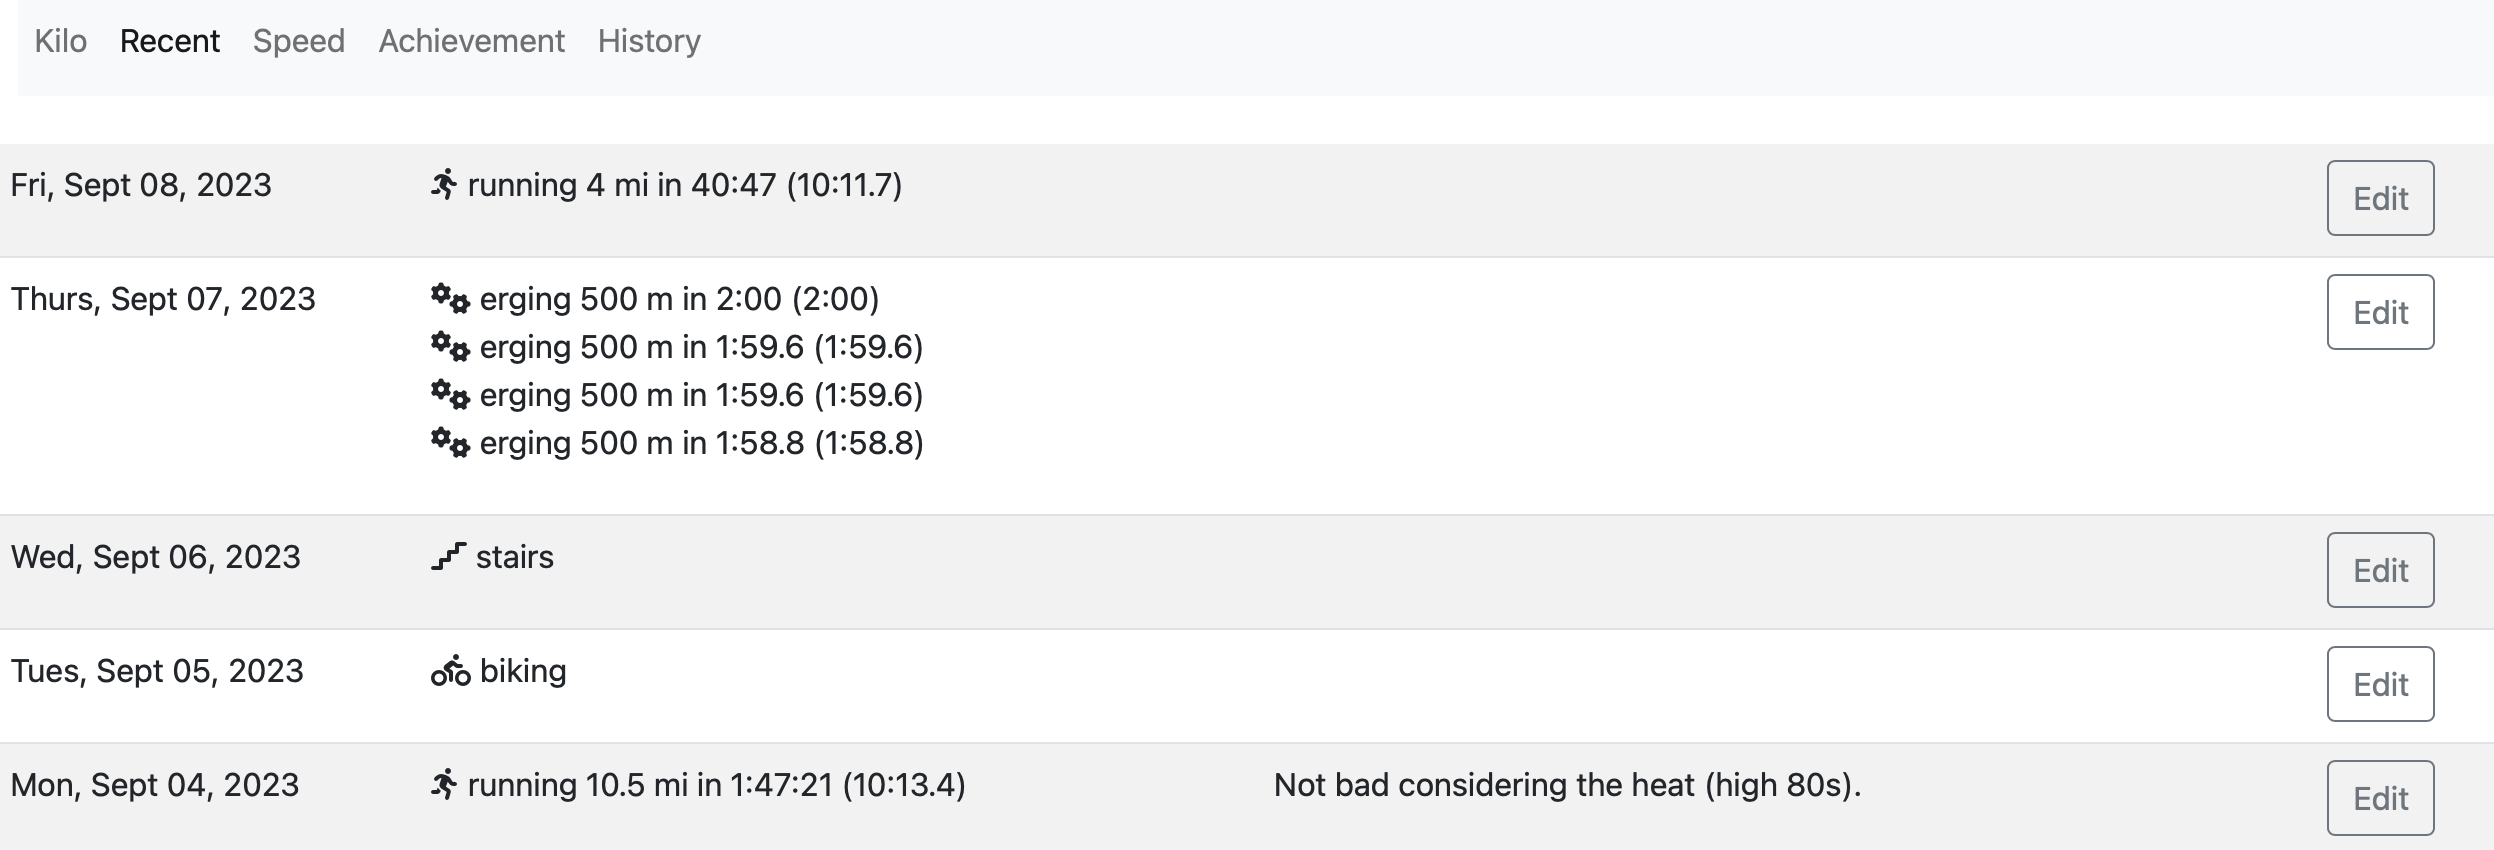 Kilo Recent Speed Achievement History
Fri, Sept 08, 2023 running 4 mi in 40:47 (10:11.7) Edit
Thurs, Sept 07, 2023 erging 500 m in 2:00 (2:00) Edit
erging 500 m in 1:59.6 (1:59.6)
erging 500 m in 1:59.6 (1:59.6)
erging 500 m in 1:58.8 (1:58.8)
Wed, Sept 06, 2023 stairs Edit
Tues, Sept 05, 2023 biking Edit
Mon, Sept 04, 2023 running 10.5 mi in 1:47:21 (10:13.4) Not bad considering the heat (high 80s). Edit